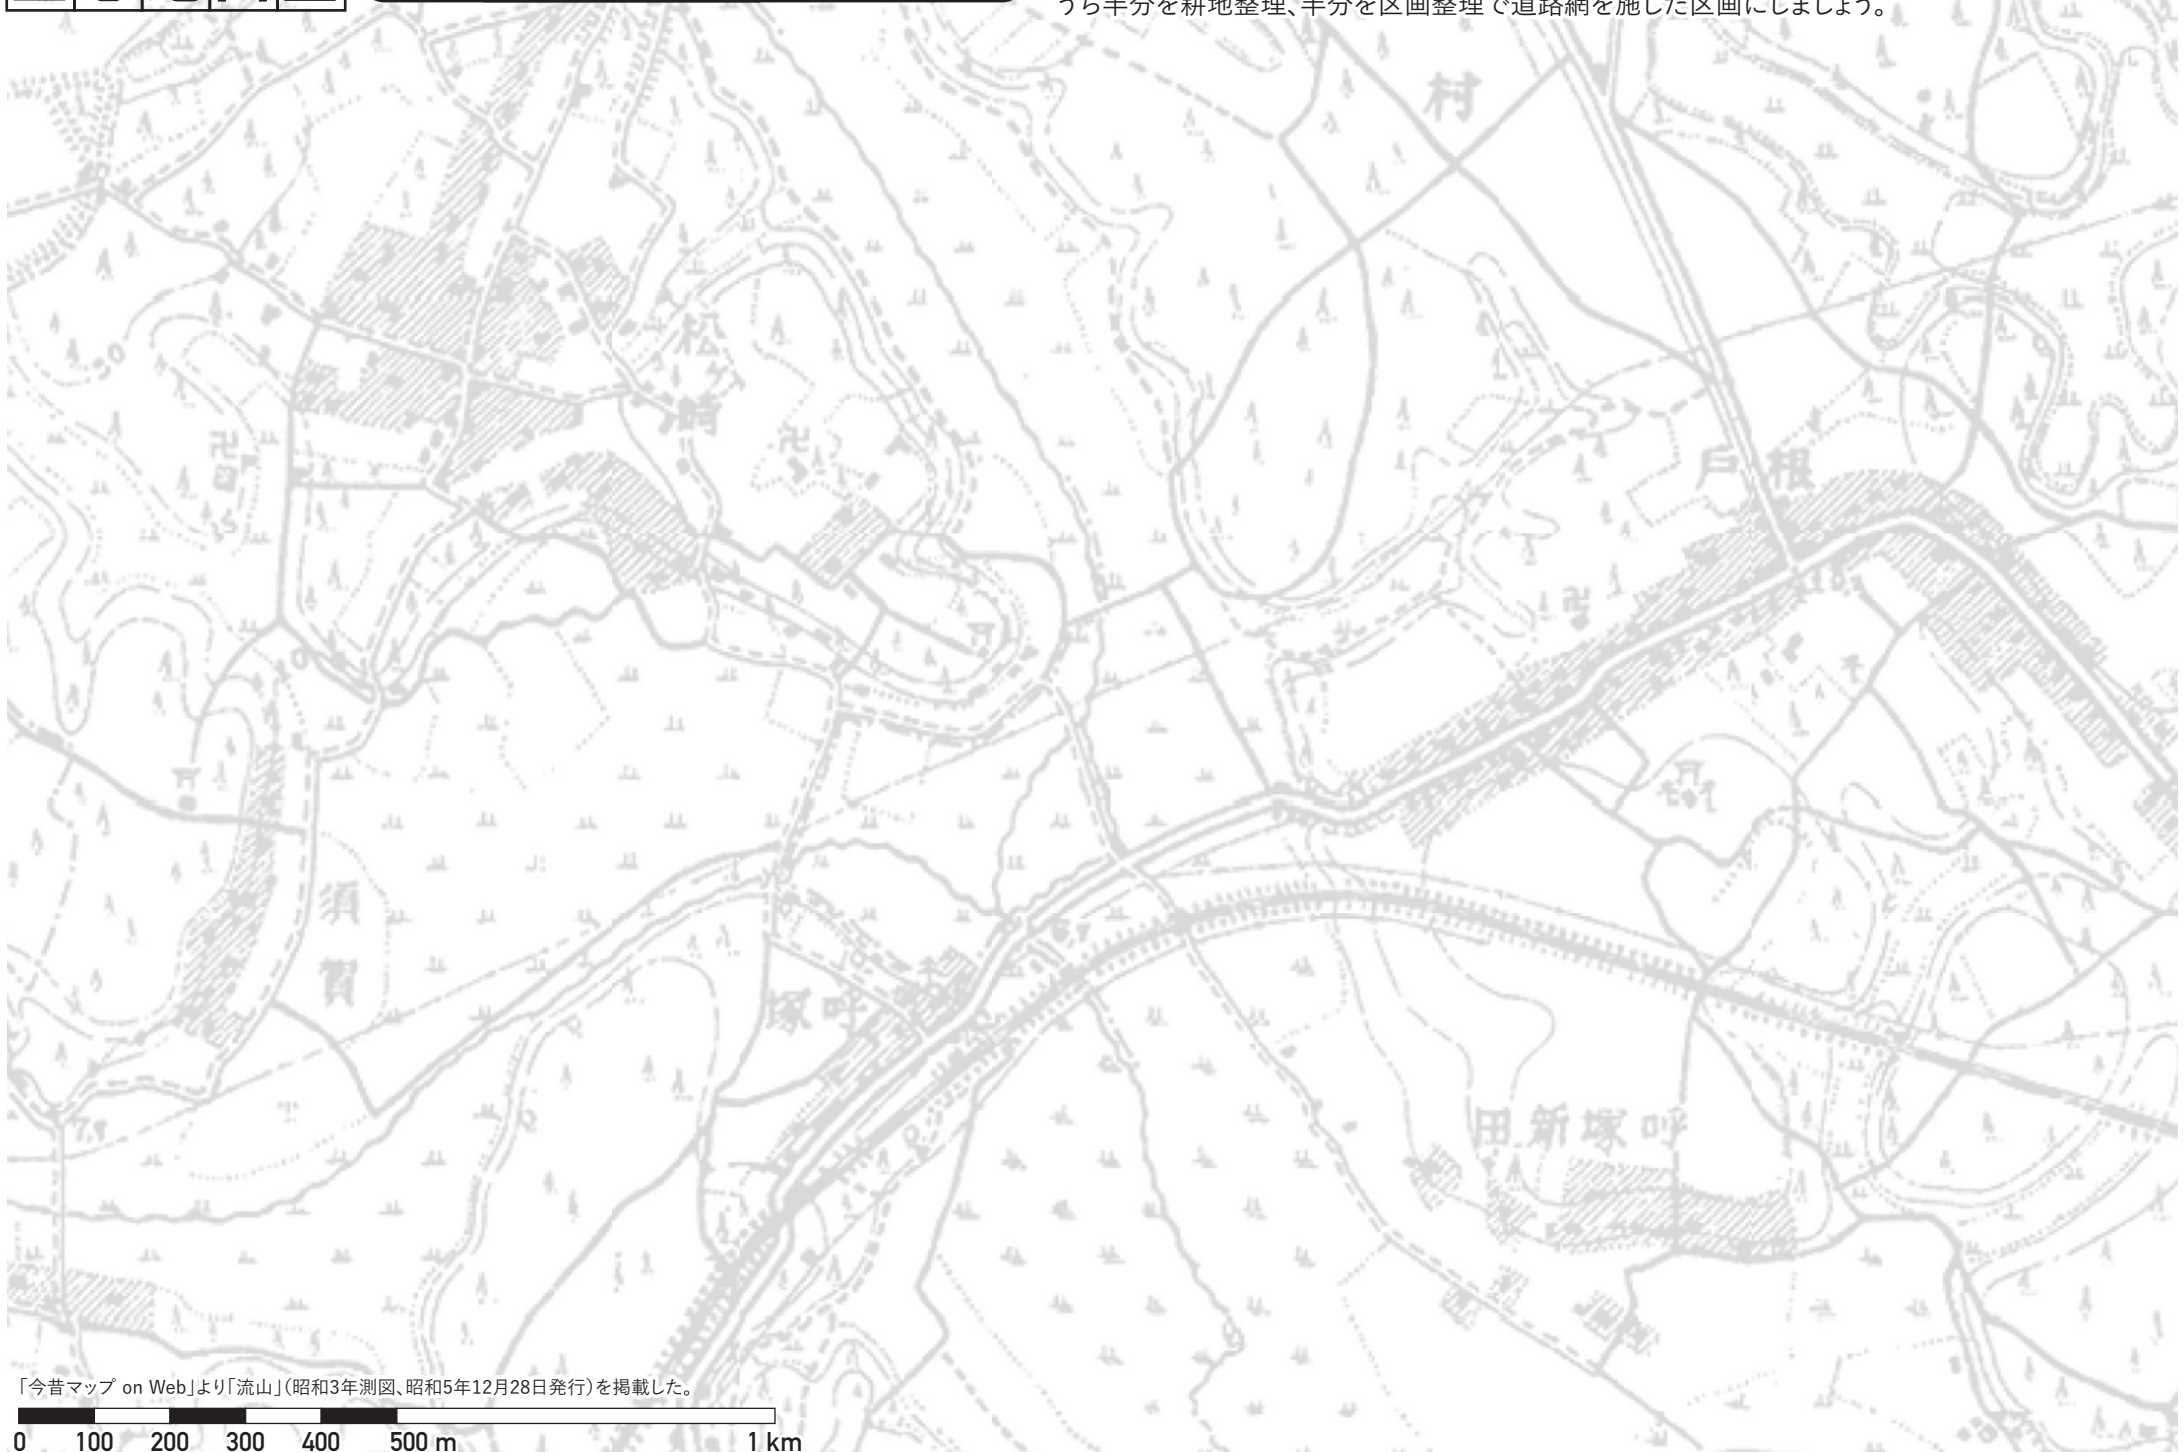 うち半分を耕地整理、半分を区画整理で道路網を施した区画にしましょう。
村
松ケ崎
戸根
須賀
塚呼
田新塚呼
7.9
「今昔マップ on Web」より「流山」（昭和3年測図、昭和5年12月28日発行）を掲載した。
0 100 200 300 400 500 m 1 km